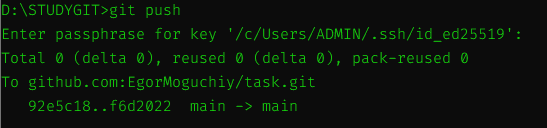 D:\STUDYGIT>git push
Enter passphrase for key '/c/Users/ADMIN/.ssh/id_ed25519':
Total 0 (delta 0), reused 0 (delta 0), pack-reused 0
To github.com:EgorMoguchiy/task.git
   92e5c18..f6d2022  main -> main